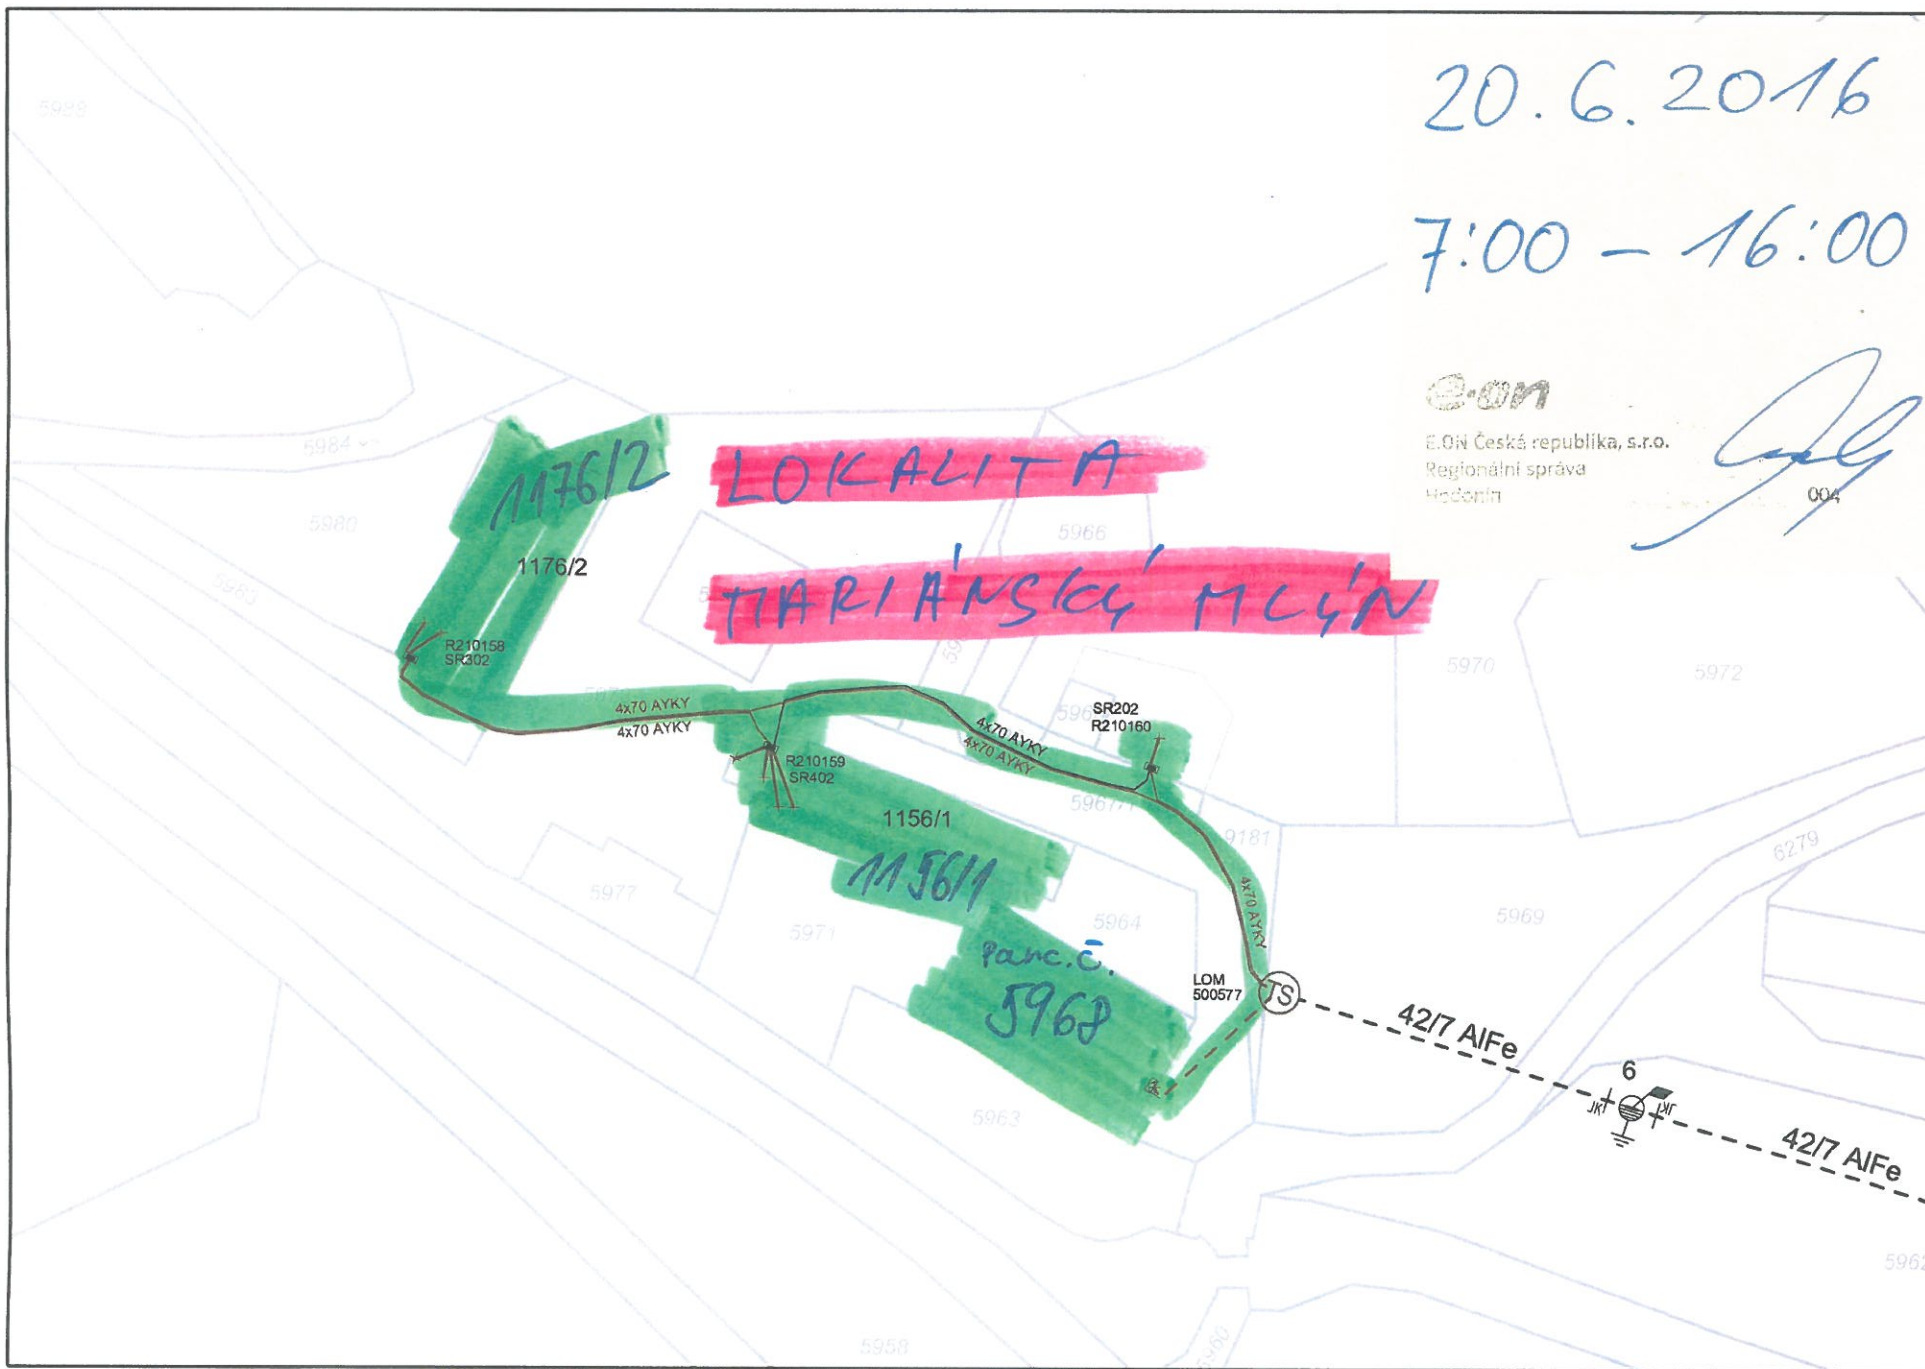 20. 6. 2016
7:00 - 16:00
e·on
E.ON Česká republika, s.r.o.
Regionální správa
Hodonín
004
5984
1176/2
LOKALITA
5980
1176/2
5966
MARIÁNSKÝ MLÝN
5983
R210158
SR302
5970
5972
4x70 AYKY
4x70 AYKY
SR202
R210160
4x70 AYKY
4x70 AYKY
R210159
SR402
1156/1
9181
6279
1156/1
5977
5971
5964
4x70 AYKY
5969
Parc. č.
5968
LOM
500577
TS
42/7 AlFe
6
5963
42/7 AlFe
5962
5958
5960